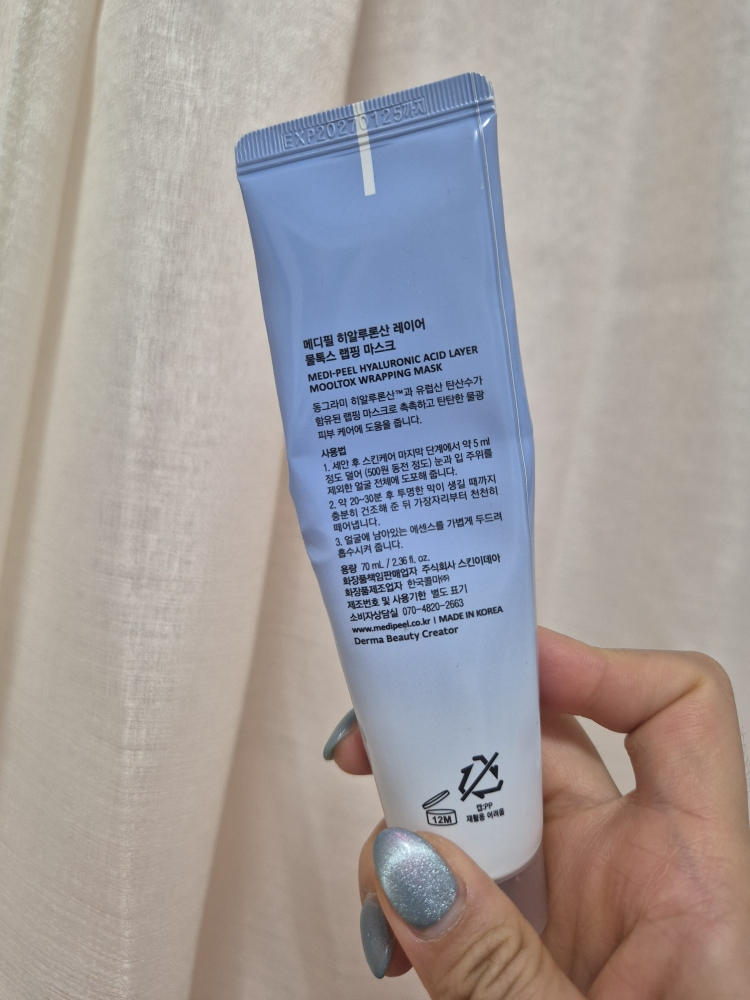 EXP20270125까지
메디필 히알루론산 레이어
물톡스 랩핑 마스크
MEDI-PEEL HYALURONIC ACID LAYER
MOOLTOX WRAPPING MASK
동그라미 히알루론산™과 유럽산 탄산수가
함유된 랩핑 마스크로 촉촉하고 탄탄한 물광
피부 케어에 도움을 줍니다.
사용법
1. 세안 후 스킨케어 마지막 단계에서 약 5 ml
정도 덜어 (500원 동전 정도) 눈과 입 주위를
제외한 얼굴 전체에 도포해 줍니다.
2. 약 20~30분 후 투명한 막이 생길 때까지
충분히 건조해 준 뒤 가장자리부터 천천히
떼어냅니다.
3. 얼굴에 남아있는 에센스를 가볍게 두드려
흡수시켜 줍니다.
용량 70 mL / 2.36 fl. oz.
화장품책임판매업자 주식회사 스킨이데아
화장품제조업자 한국콜마㈜
제조번호 및 사용기한 별도 표기
소비자상담실 070-4820-2663
www.medipeel.co.kr I MADE IN KOREA
Derma Beauty Creator
12M
캡:PP
재활용 어려움